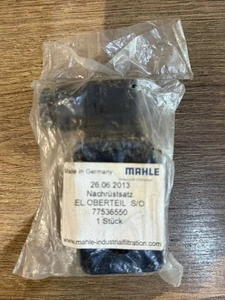 Made in Germany MAHLE
26.06.2013
Nachrüstsatz
EL.OBERTEIL S/O
77536550
1 Stück
www.mahle-industrialfiltration.com